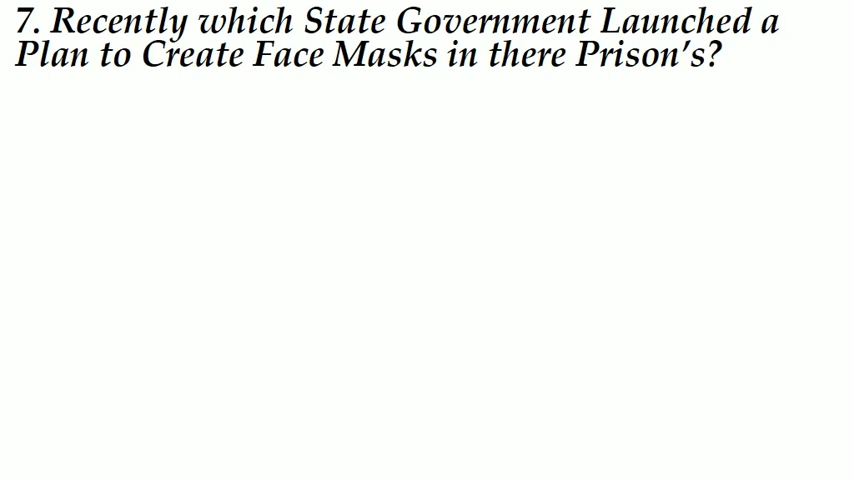 7. Recently which State Government Launched a
Plan to Create Face Masks in there Prison's?